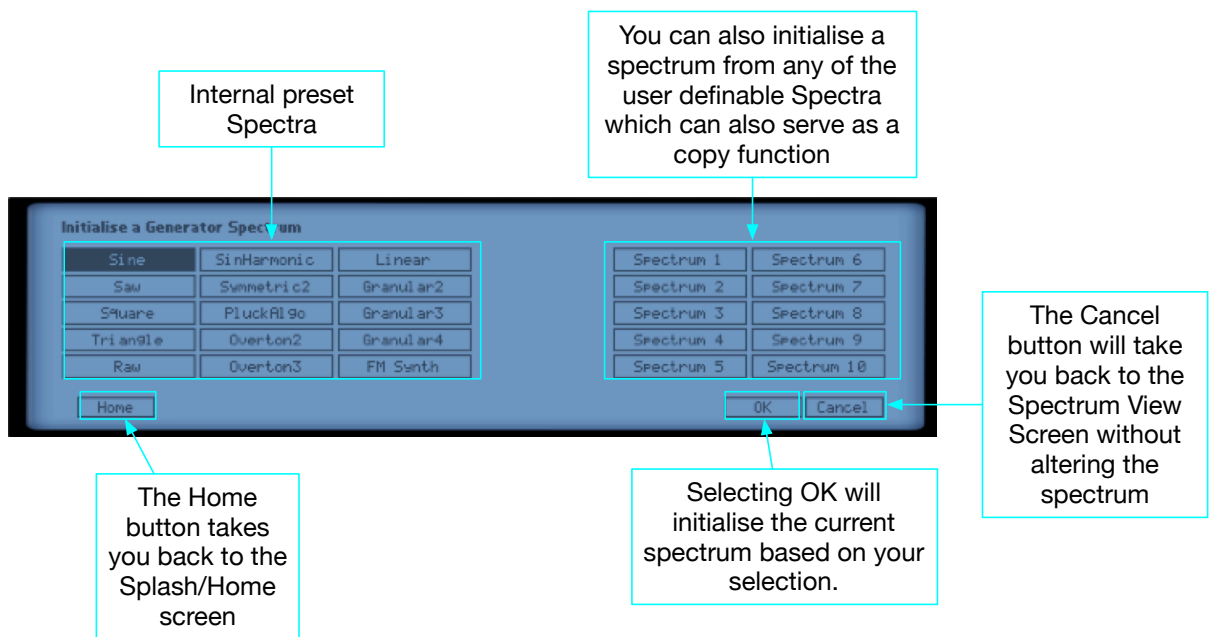 You can also initialise a
spectrum from any of the
user definable Spectra
which can also serve as a
copy function
Internal preset
Spectra
Initialise a Generator Spectrum
Sine SinHarmonic Linear
Saw Symmetric2 Granular2
Square PluckAlgo Granular3
Triangle Overton2 Granular4
Raw Overton3 FM Synth
Spectrum 1 Spectrum 6
Spectrum 2 Spectrum 7
Spectrum 3 Spectrum 8
Spectrum 4 Spectrum 9
Spectrum 5 Spectrum 10
Home OK Cancel
The Cancel
button will take
you back to the
Spectrum View
Screen without
altering the
spectrum
The Home
button takes
you back to the
Splash/Home
screen
Selecting OK will
initialise the current
spectrum based on your
selection.